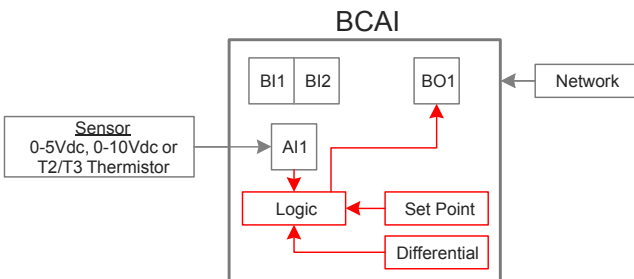 BCAI
BI1 BI2
BO1
Network
Sensor
0-5Vdc, 0-10Vdc or
T2/T3 Thermistor
AI1
Logic
Set Point
Differential